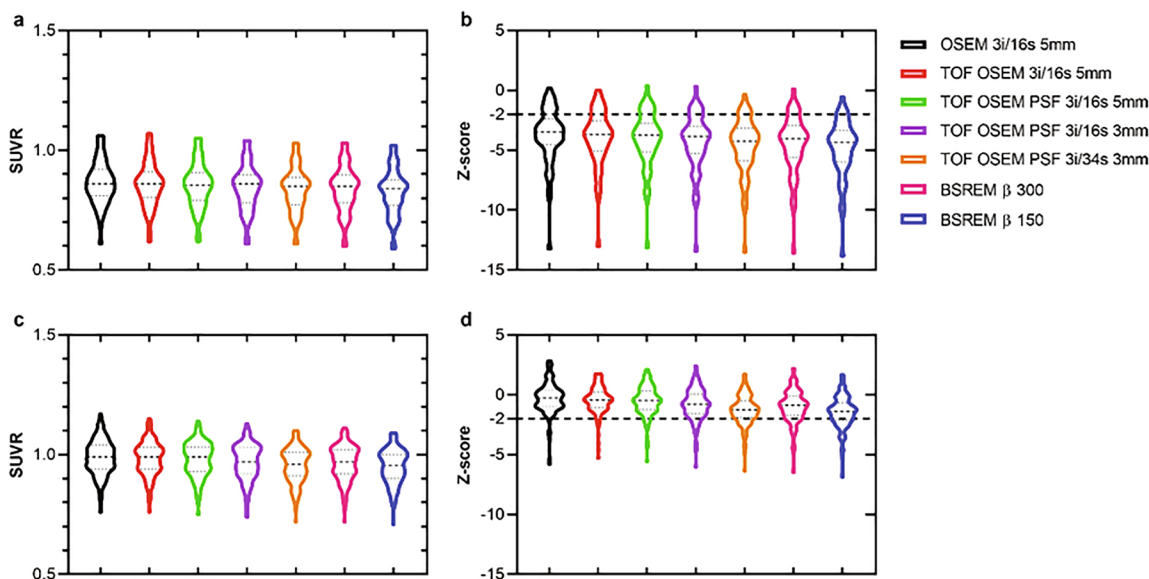 a
1.5
1.0
0.5
SUVR
b
5
0
-2
-5
-10
-15
Z-score
OSEM 3i/16s 5mm
TOF OSEM 3i/16s 5mm
TOF OSEM PSF 3i/16s 5mm
TOF OSEM PSF 3i/16s 3mm
TOF OSEM PSF 3i/34s 3mm
BSREM β 300
BSREM β 150
c
1.5
1.0
0.5
SUVR
d
5
0
-2
-5
-10
-15
Z-score